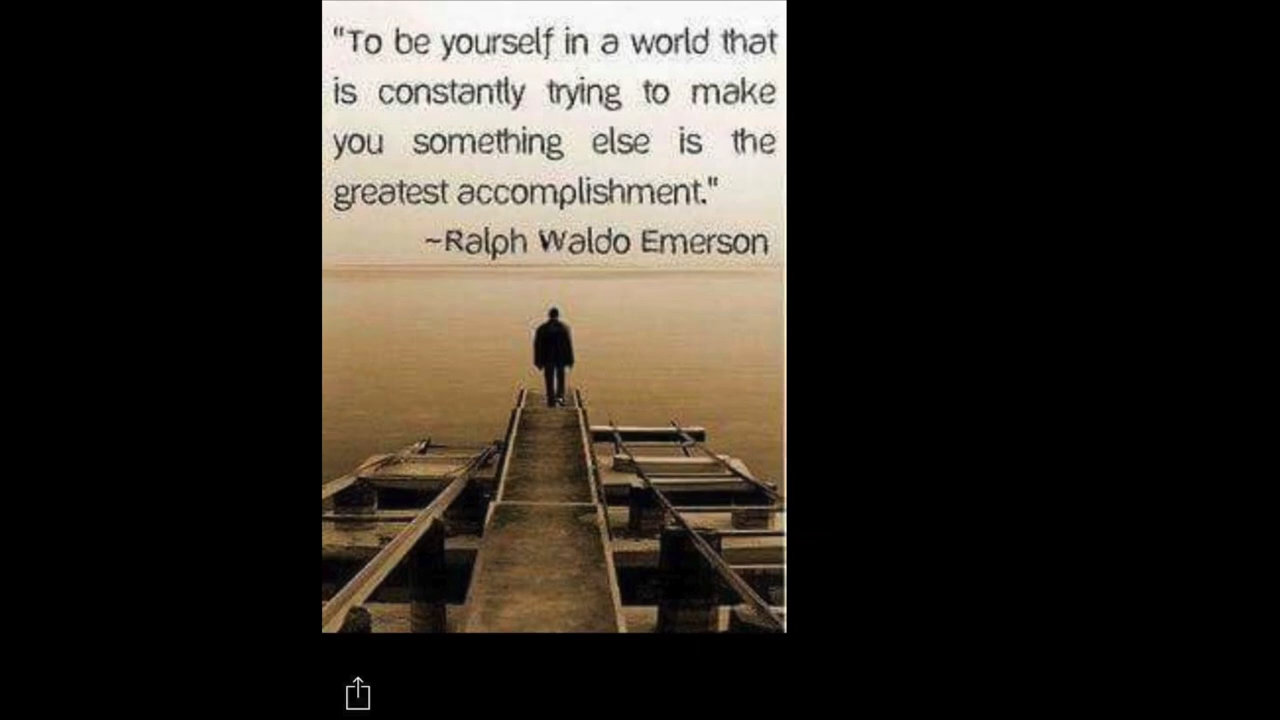 "To be yourself in a world that
is constantly trying to make
you something else is the
greatest accomplishment."
~Ralph Waldo Emerson